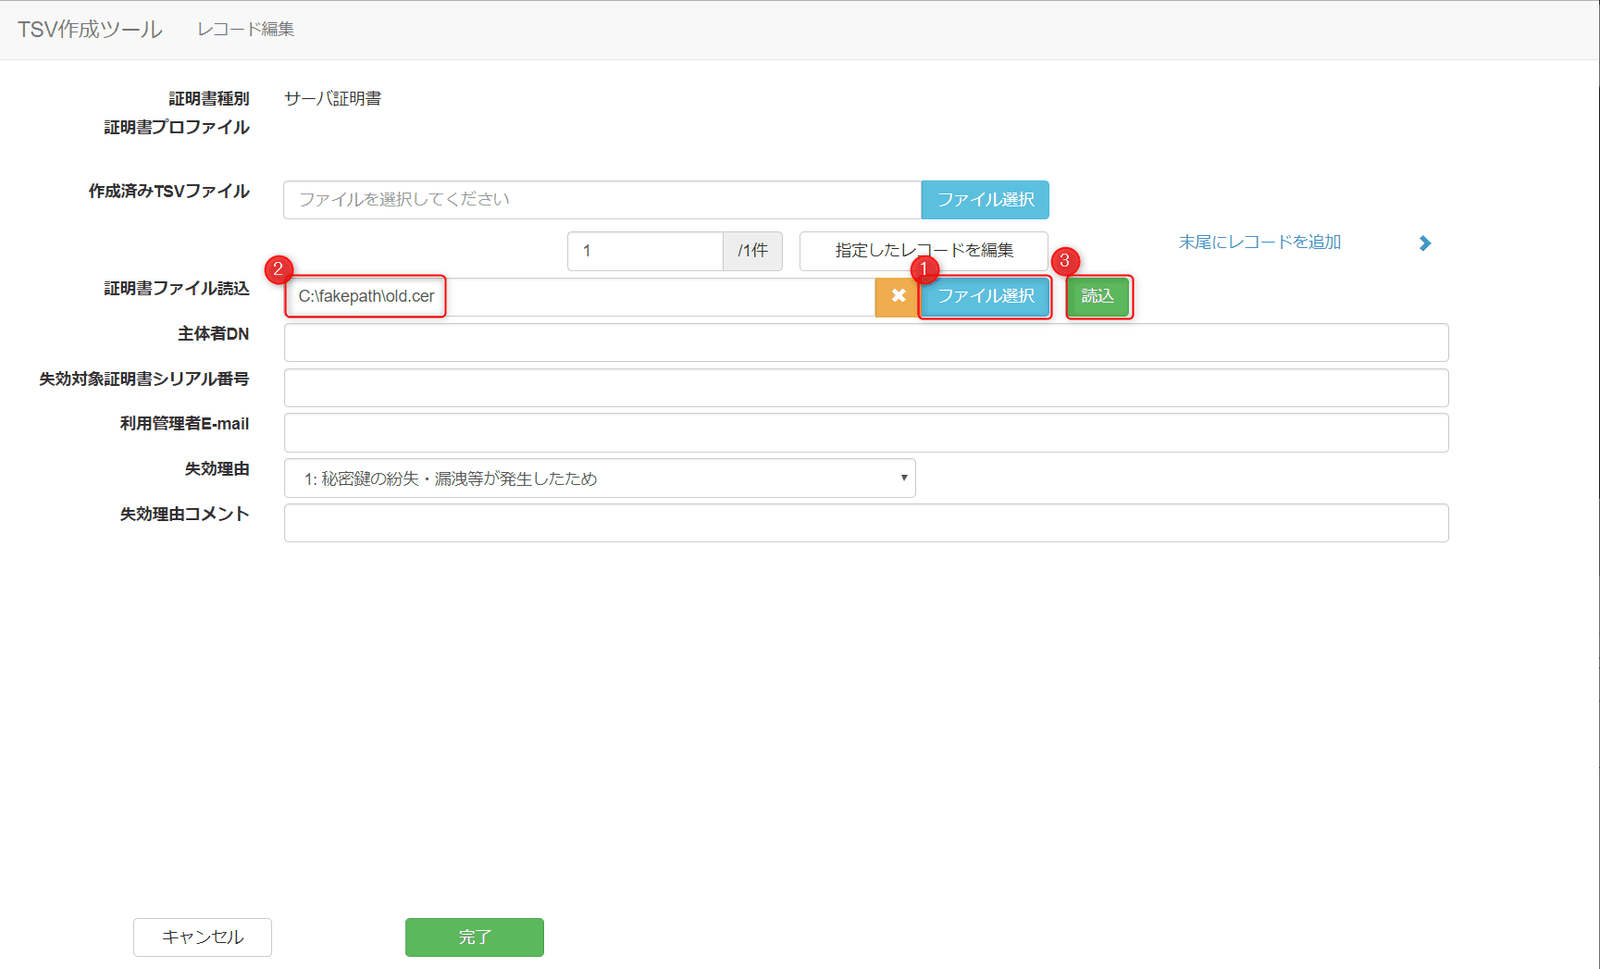 TSV作成ツール レコード編集
証明書種別 サーバ証明書
証明書プロファイル
作成済みTSVファイル ファイルを選択してください ファイル選択
1 /1件 指定したレコードを編集 末尾にレコードを追加
2 1 3
証明書ファイル読込 C:\fakepath\old.cer ファイル選択 読込
主体者DN
失効対象証明書シリアル番号
利用管理者E-mail
失効理由 1: 秘密鍵の紛失・漏洩等が発生したため
失効理由コメント
キャンセル 完了